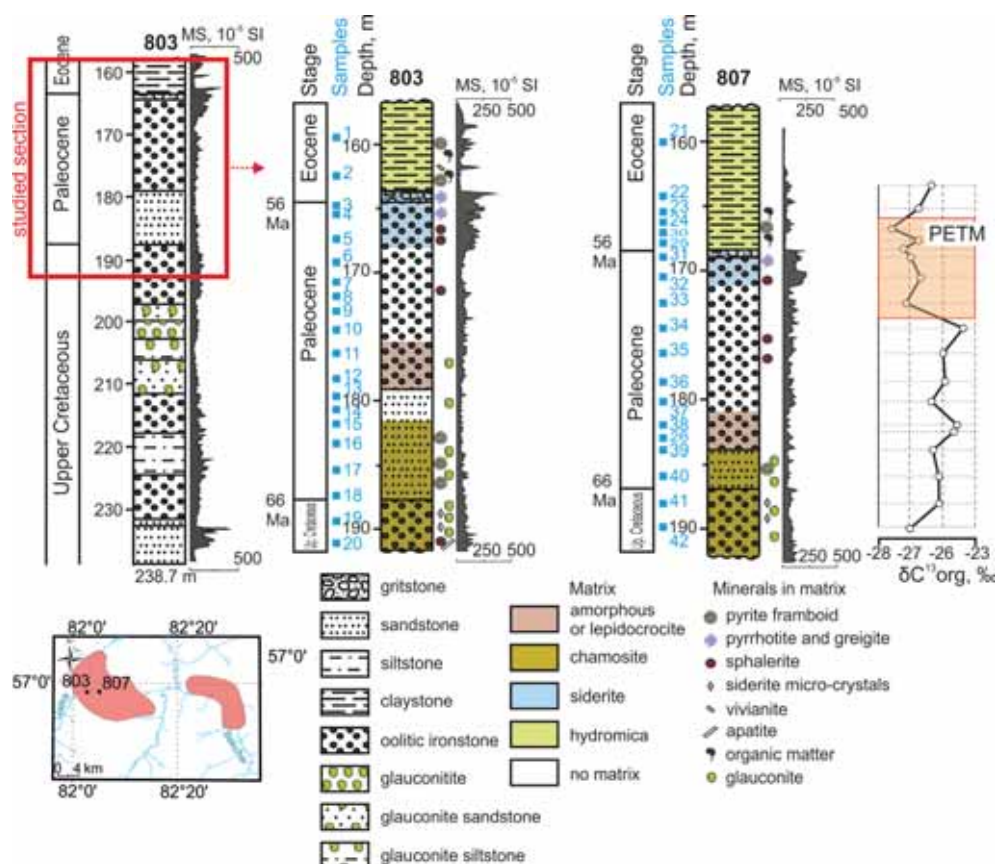 MS, 10⁻⁵ SI
803
500
Eocene
Paleocene
Upper Cretaceous
studied section
160
170
180
190
200
210
220
230
238.7 m
500
Stage
Samples
Depth, m
803
MS, 10⁻⁵ SI
250 500
Eocene
56
Ma
Paleocene
66
Ma
Up. Cretaceous
1
2
3
4
5
6
7
8
9
10
11
12
13
14
15
16
17
18
19
20
160
170
180
190
250 500
Stage
Samples
Depth, m
807
MS, 10⁻⁵ SI
250 500
Eocene
56
Ma
Paleocene
66
Ma
Up. Cretaceous
21
22
23
24
31
32
33
34
35
36
37
38
39
40
41
42
160
170
180
190
250 500
PETM
-28 -27 -26 -23
δC¹³org, ‰
gritstone
sandstone
siltstone
claystone
oolitic ironstone
glauconitite
glauconite sandstone
glauconite siltstone
Matrix
amorphous
or lepidocrocite
chamosite
siderite
hydromica
no matrix
Minerals in matrix
pyrite framboid
pyrrhotite and greigite
sphalerite
siderite micro-crystals
vivianite
apatite
organic matter
glauconite
82°0' 82°20'
57°0' 57°0'
803 807
0 4 km
82°0' 82°20'